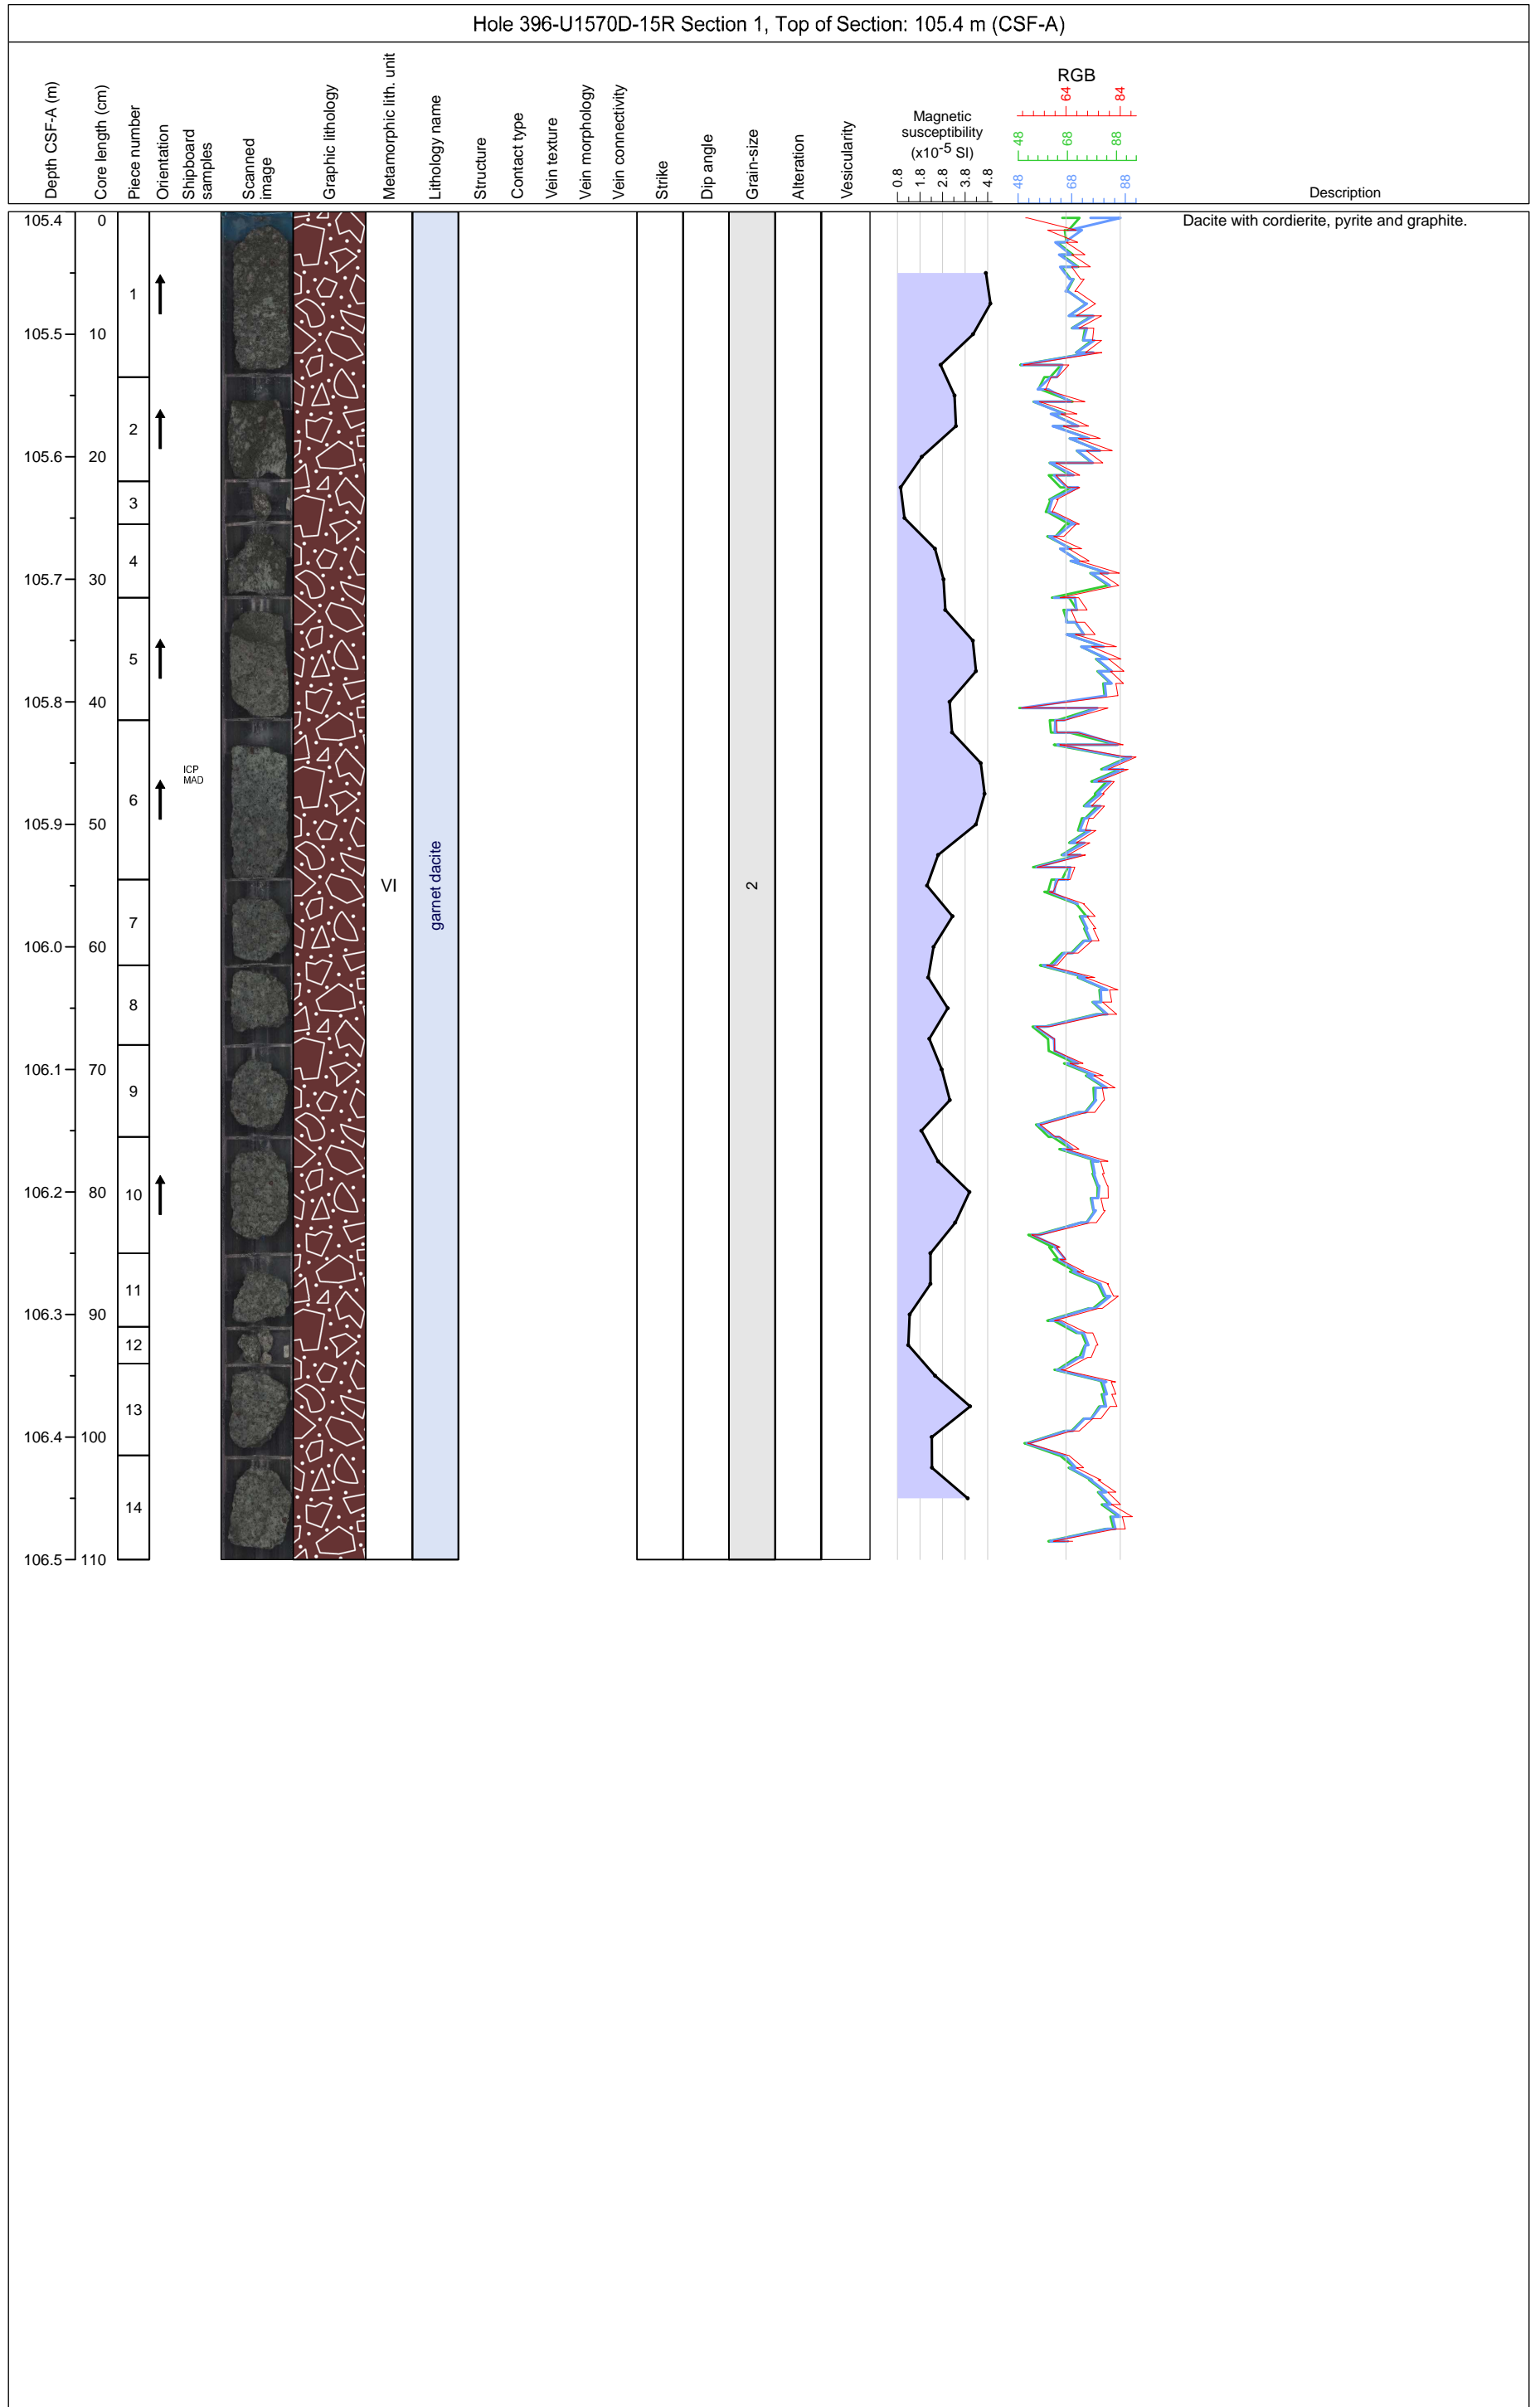 Hole 396-U1570D-15R Section 1, Top of Section: 105.4 m (CSF-A)
Depth CSF-A (m)
Core length (cm)
Piece number
Orientation
Shipboard
samples
Scanned
image
Graphic lithology
Metamorphic lith. unit
Lithology name
Structure
Contact type
Vein texture
Vein morphology
Vein connectivity
Strike
Dip angle
Grain-size
Alteration
Vesicularity
Magnetic
susceptibility
(x10-5 SI)
0.8 1.8 2.8 3.8 4.8
RGB
64 84
48 68 88
48 68 88
Description
105.4 0
Dacite with cordierite, pyrite and graphite.
1
105.5 10
2
105.6 20
3
4
105.7 30
5
105.8 40
ICP
MAD
6
105.9 50
VI
garnet dacite
2
7
106.0 60
8
106.1 70
9
106.2 80 10
11
106.3 90
12
13
106.4 100
14
106.5 110